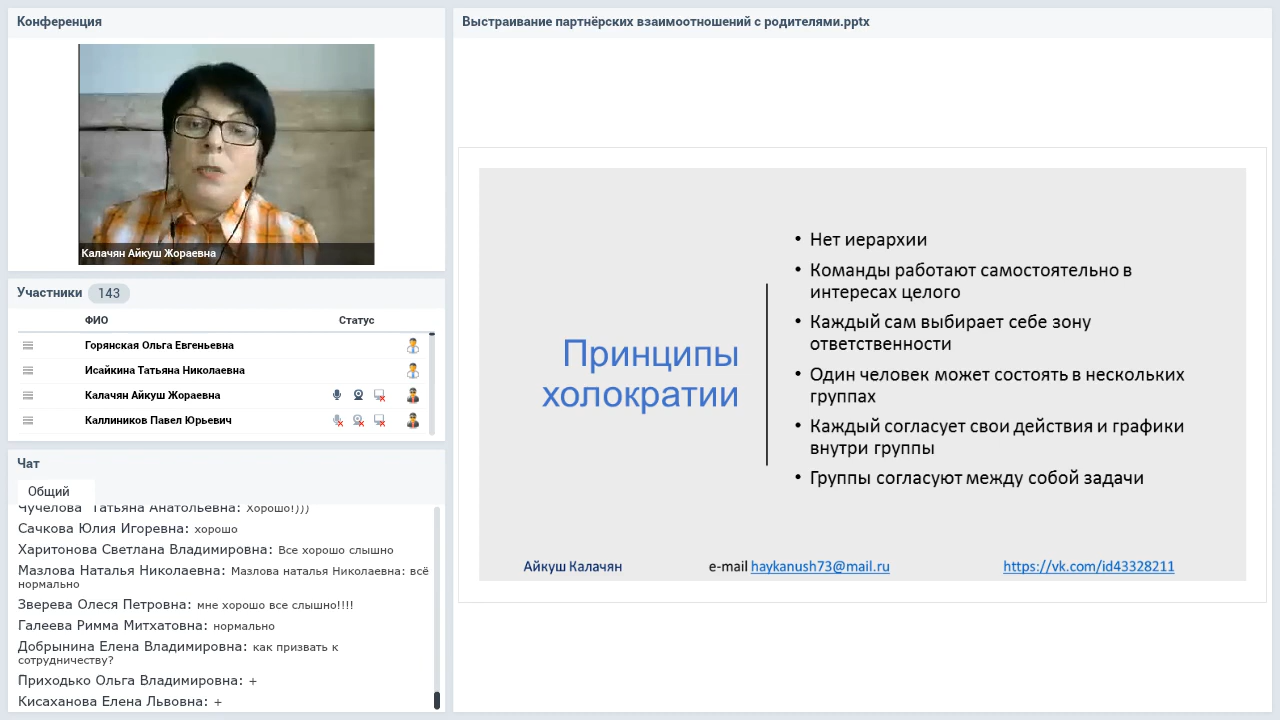 Конференция
Калачян Айкуш Жораевна
Участники 143
ФИО Статус
Горянская Ольга Евгеньевна
Исайкина Татьяна Николаевна
Калачян Айкуш Жораевна
Каллиников Павел Юрьевич
Чат
Общий
Чучелова Татьяна Анатольевна: Хорошо!)))
Сачкова Юлия Игоревна: хорошо
Харитонова Светлана Владимировна: Все хорошо слышно
Мазлова Наталья Николаевна: Мазлова наталья Николаевна: всё
нормально
Зверева Олеся Петровна: мне хорошо все слышно!!!!
Галеева Римма Митхатовна: нормально
Добрынина Елена Владимировна: как призвать к
сотрудничеству?
Приходько Ольга Владимировна: +
Кисаханова Елена Львовна: +
Выстраивание партнёрских взаимоотношений с родителями.pptx
Принципы
холократии
• Нет иерархии
• Команды работают самостоятельно в
интересах целого
• Каждый сам выбирает себе зону
ответственности
• Один человек может состоять в нескольких
группах
• Каждый согласует свои действия и графики
внутри группы
• Группы согласуют между собой задачи
Айкуш Калачян e-mail haykanush73@mail.ru https://vk.com/id43328211